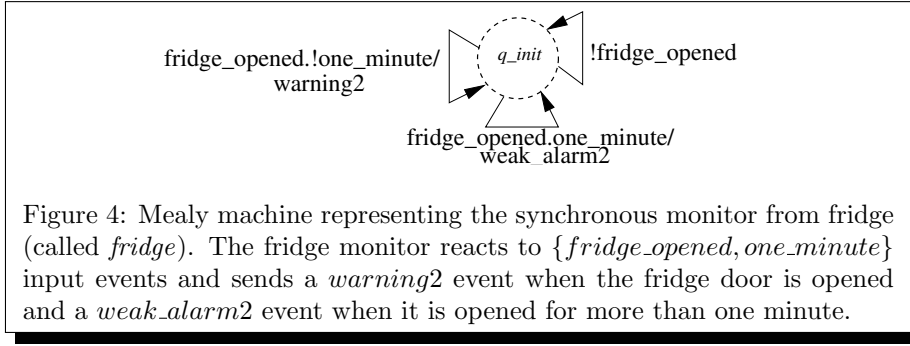 fridge_opened.!one_minute/
warning2
q_init
!fridge_opened
fridge_opened.one_minute/
weak_alarm2
Figure 4: Mealy machine representing the synchronous monitor from fridge
(called fridge). The fridge monitor reacts to {fridge_opened, one_minute}
input events and sends a warning2 event when the fridge door is opened
and a weak_alarm2 event when it is opened for more than one minute.